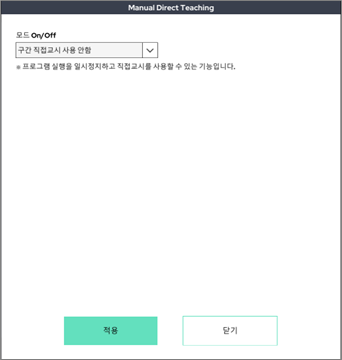 Manual Direct Teaching
모드 On/Off
구간 직접교시 사용 안함
※ 프로그램 실행을 일시정지하고 직접교시를 사용할 수 있는 기능입니다.
적용
닫기